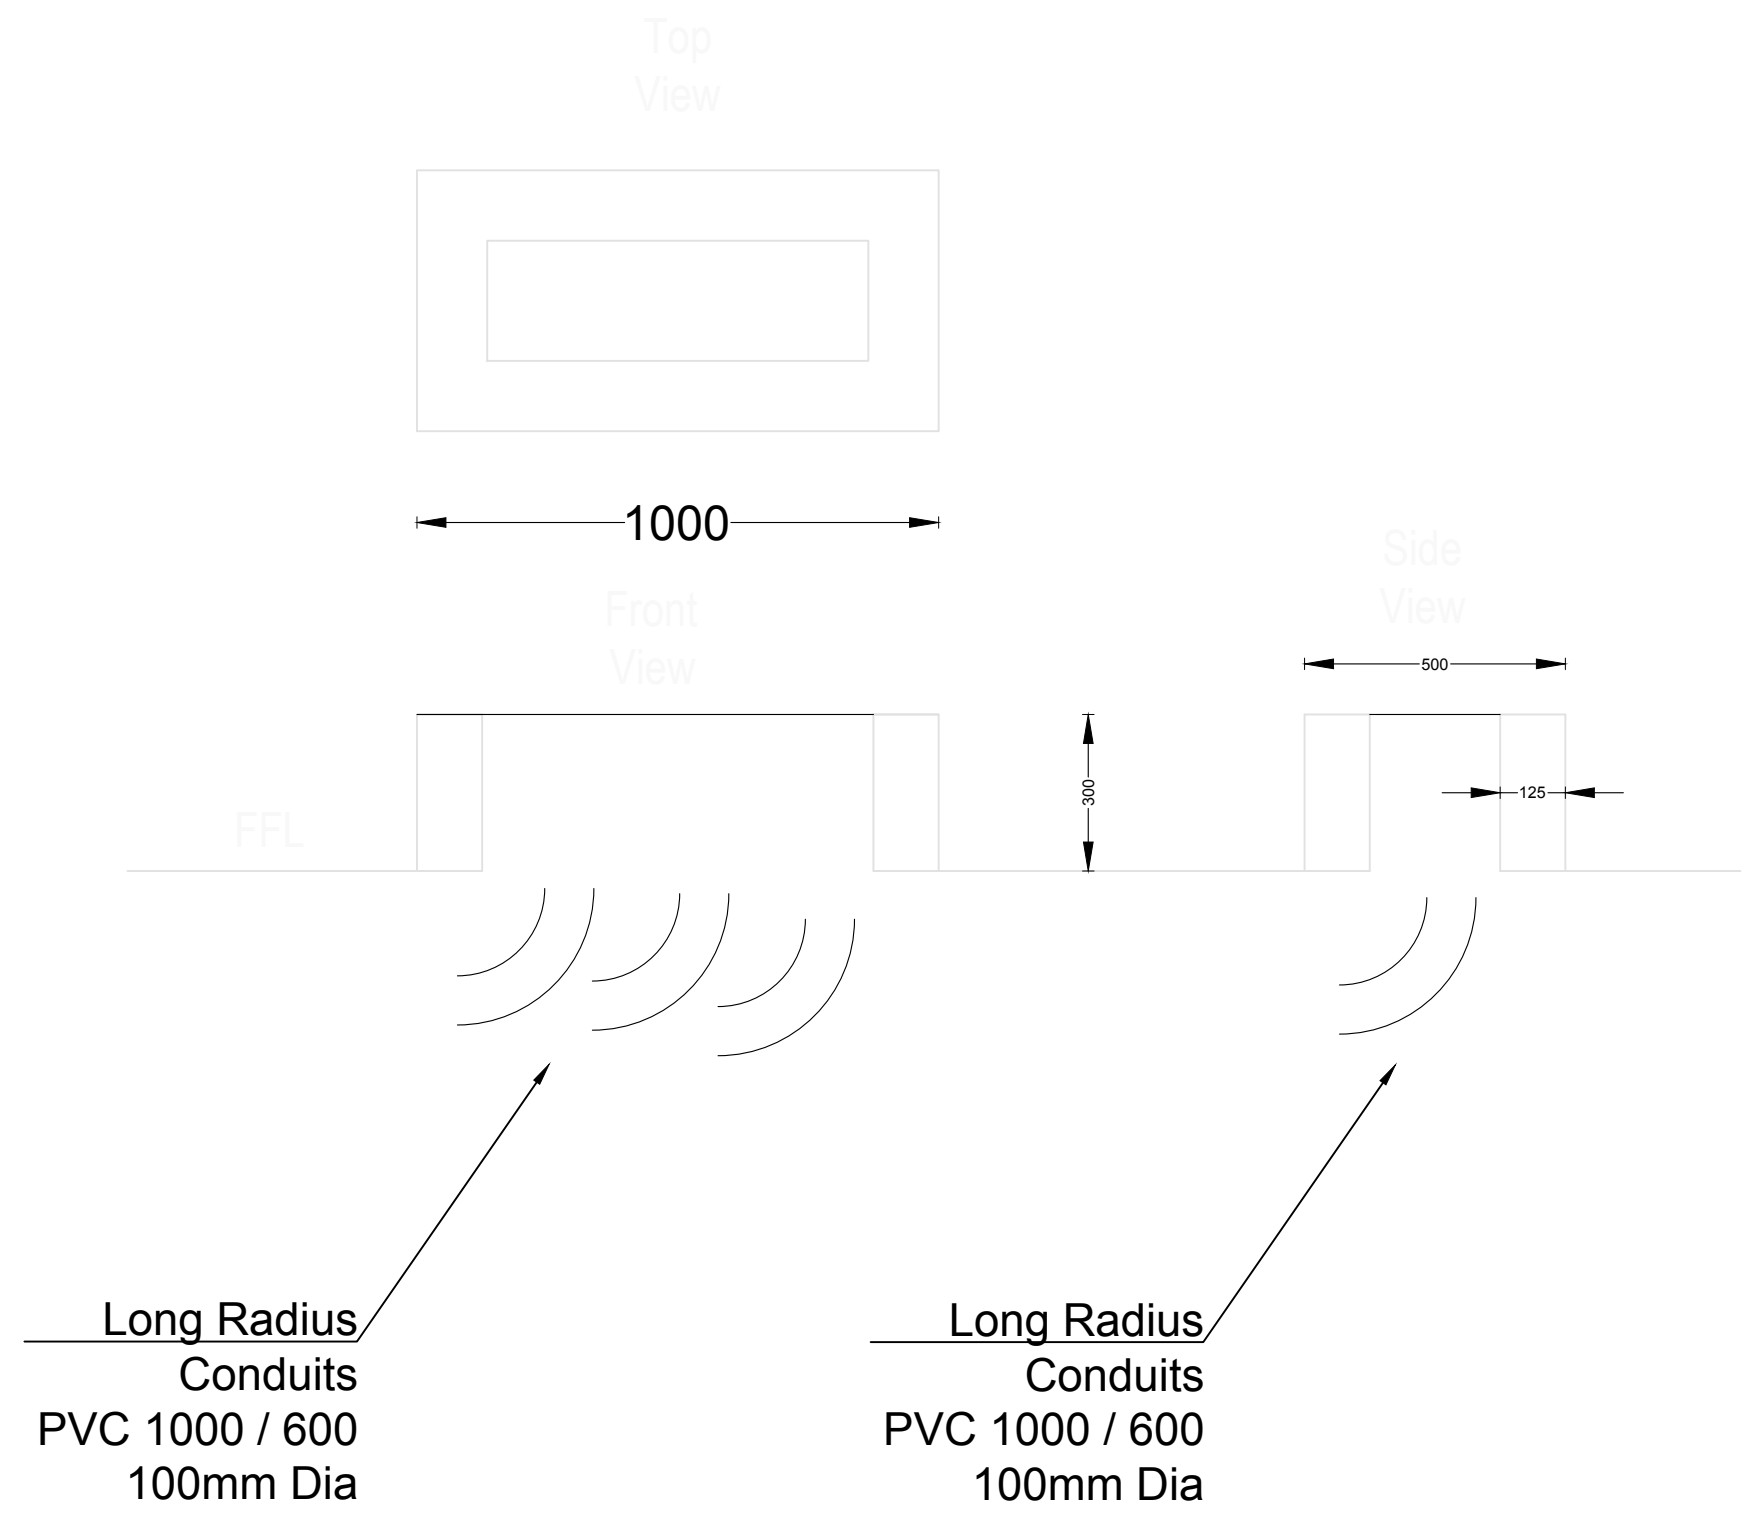 Top
View
1000
Front
View
Side
View
500
300
125
FFL
Long Radius
Conduits
PVC 1000 / 600
100mm Dia
Long Radius
Conduits
PVC 1000 / 600
100mm Dia